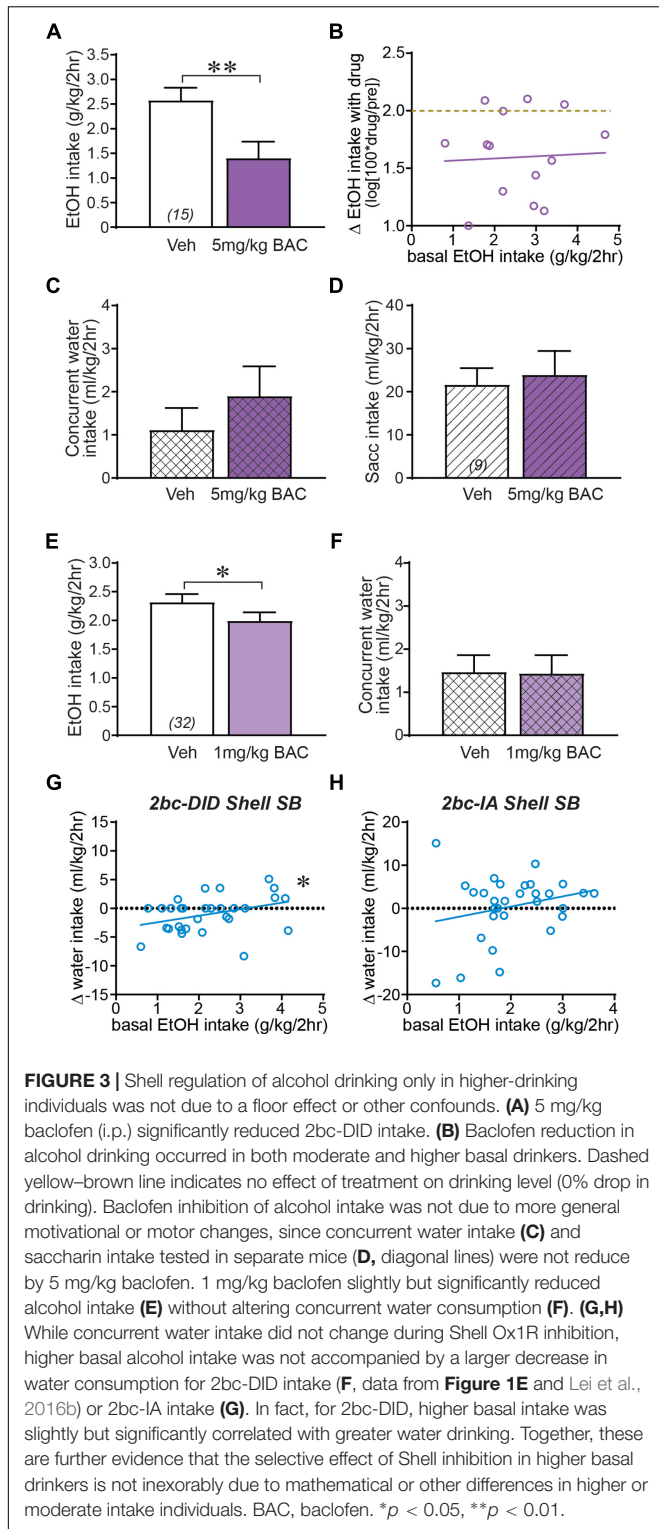 A
EtOH intake (g/kg/2hr)
3.5
3.0
2.5
2.0
1.5
1.0
0.5
0.0
**
(15)
Veh
5mg/kg BAC
B
Δ EtOH intake with drug
(log[100*drug/pre])
2.5
2.0
1.5
1.0
0 1 2 3 4 5
basal EtOH intake (g/kg/2hr)
C
Concurrent water
intake (ml/kg/2hr)
4
3
2
1
0
Veh
5mg/kg BAC
D
Sacc intake (ml/kg/2hr)
40
30
20
10
0
(9)
Veh
5mg/kg BAC
E
EtOH intake (g/kg/2hr)
3.0
2.5
2.0
1.5
1.0
0.5
0.0
*
(32)
Veh
1mg/kg BAC
F
Concurrent water
intake (ml/kg/2hr)
4
3
2
1
0
Veh
1mg/kg BAC
G
2bc-DID Shell SB
Δ water intake (ml/kg/2hr)
15
10
5
0
-5
-10
-15
*
0 1 2 3 4 5
basal EtOH intake (g/kg/2hr)
H
2bc-IA Shell SB
Δ water intake (ml/kg/2hr)
20
10
0
-10
-20
0 1 2 3 4
basal EtOH intake (g/kg/2hr)
FIGURE 3 | Shell regulation of alcohol drinking only in higher-drinking
individuals was not due to a floor effect or other confounds. (A) 5 mg/kg
baclofen (i.p.) significantly reduced 2bc-DID intake. (B) Baclofen reduction in
alcohol drinking occurred in both moderate and higher basal drinkers. Dashed
yellow–brown line indicates no effect of treatment on drinking level (0% drop in
drinking). Baclofen inhibition of alcohol intake was not due to more general
motivational or motor changes, since concurrent water intake (C) and
saccharin intake tested in separate mice (D, diagonal lines) were not reduce
by 5 mg/kg baclofen. 1 mg/kg baclofen slightly but significantly reduced
alcohol intake (E) without altering concurrent water consumption (F). (G,H)
While concurrent water intake did not change during Shell Ox1R inhibition,
higher basal alcohol intake was not accompanied by a larger decrease in
water consumption for 2bc-DID intake (F, data from Figure 1E and Lei et al.,
2016b) or 2bc-IA intake (G). In fact, for 2bc-DID, higher basal intake was
slightly but significantly correlated with greater water drinking. Together, these
are further evidence that the selective effect of Shell inhibition in higher basal
drinkers is not inexorably due to mathematical or other differences in higher or
moderate intake individuals. BAC, baclofen. *p < 0.05, **p < 0.01.